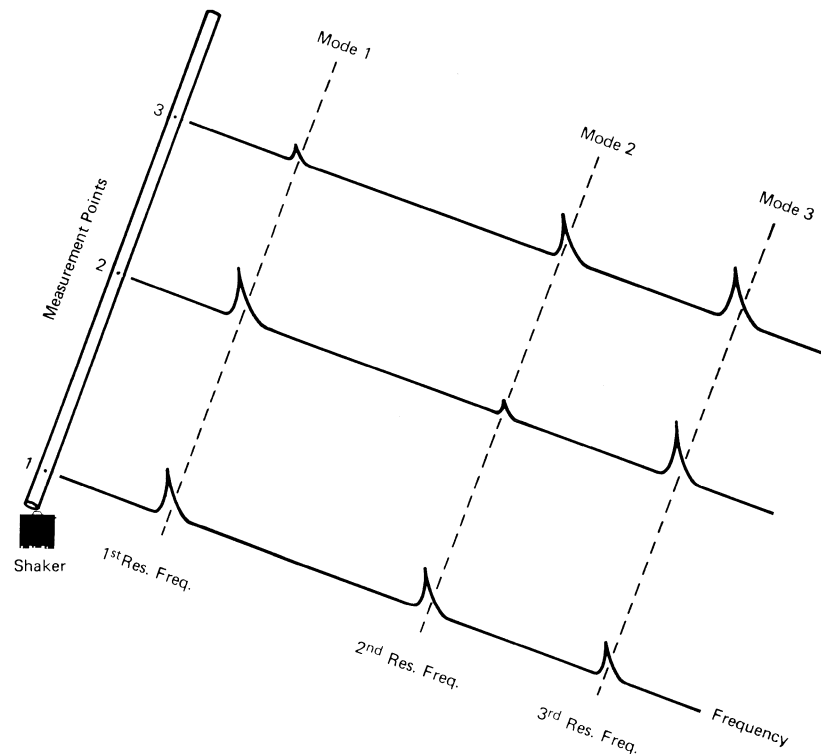 Mode 1
Mode 2
Mode 3
3
2
1
Measurement Points
Shaker
1st Res. Freq.
2nd Res. Freq.
3rd Res. Freq.
Frequency